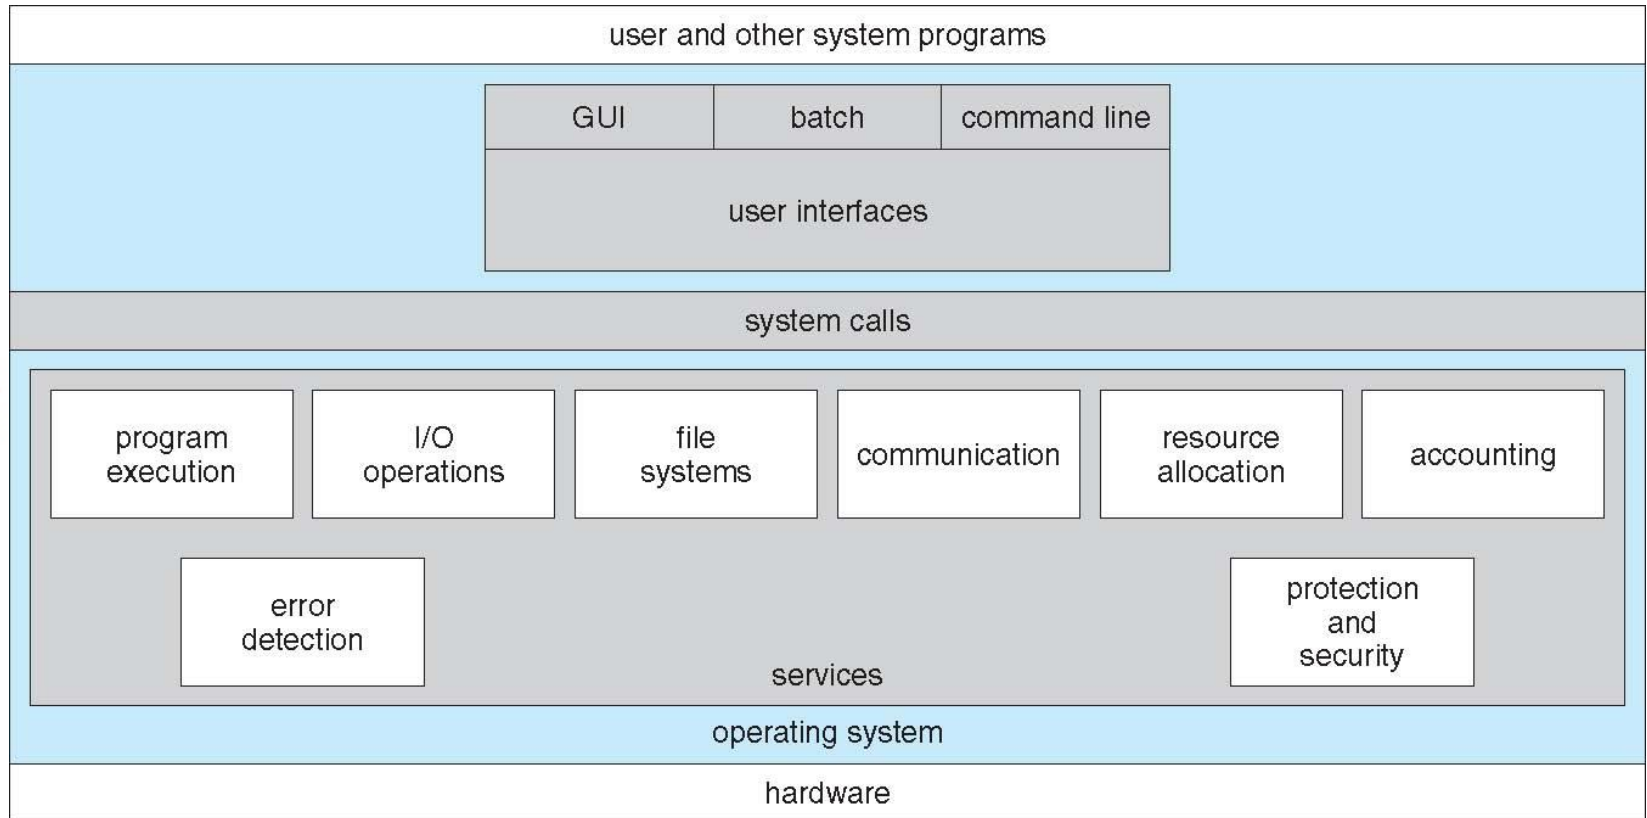 user and other system programs
GUI
batch
command line
user interfaces
system calls
program
execution
I/O
operations
file
systems
communication
resource
allocation
accounting
error
detection
protection
and
security
services
operating system
hardware